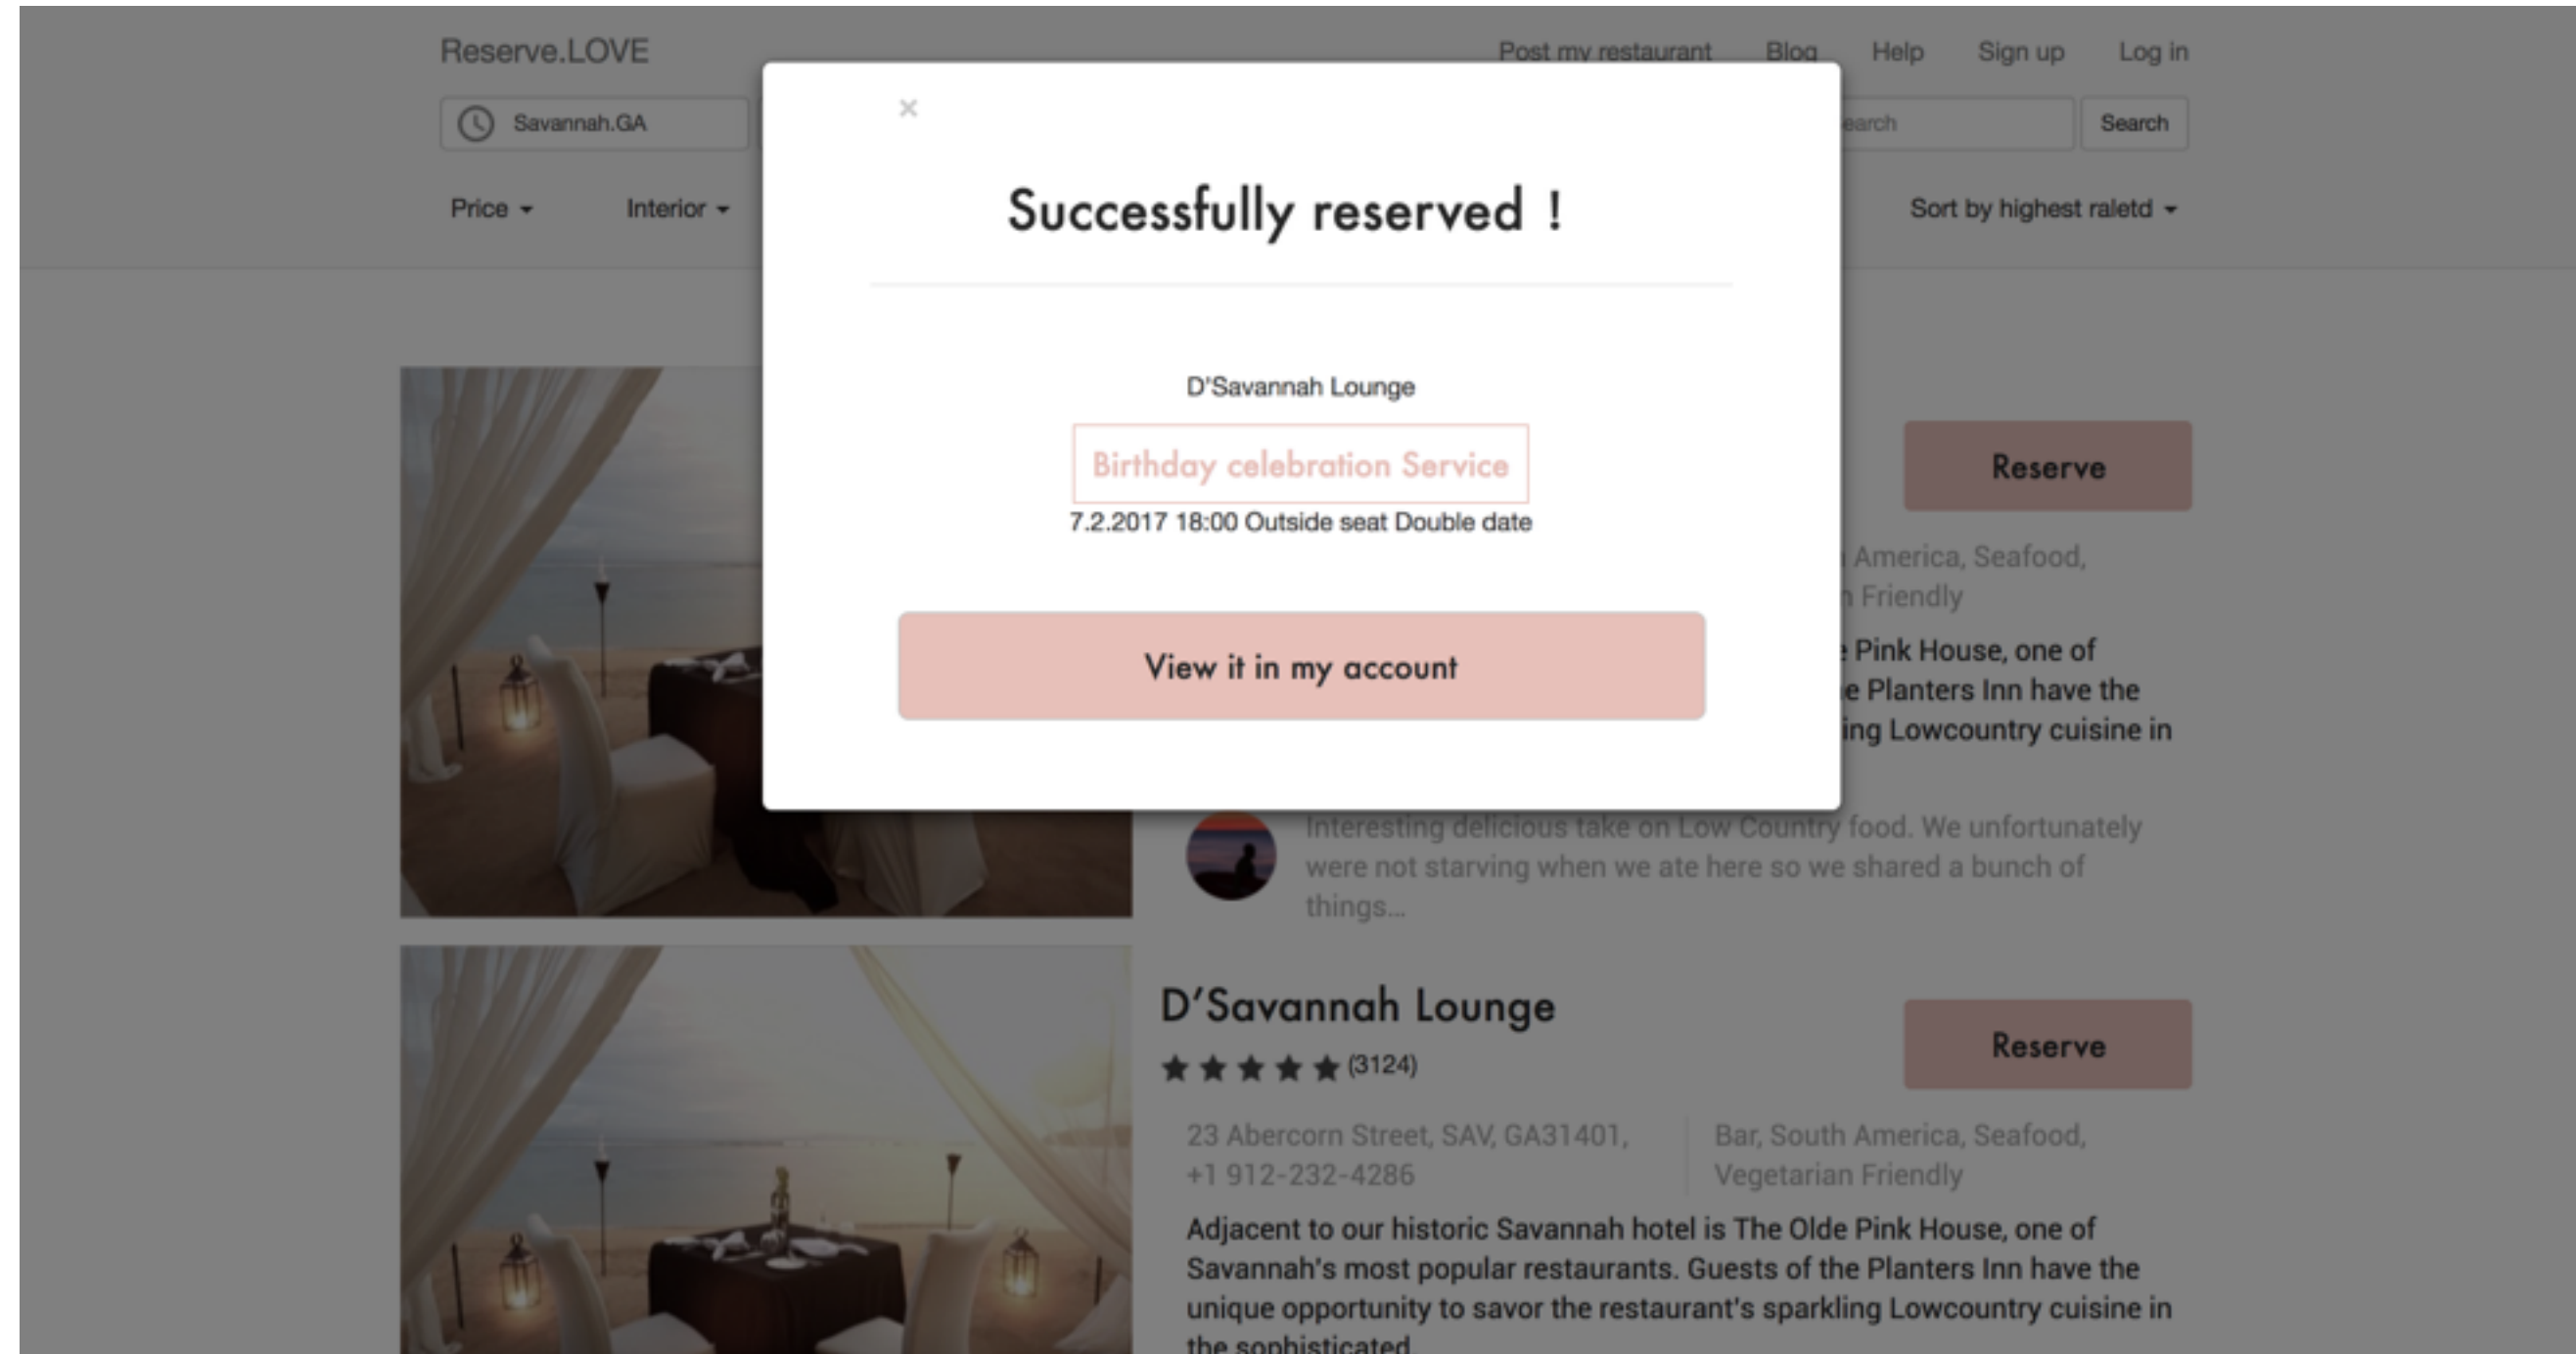 Reserve.LOVE
Post my restaurant Blog Help Sign up Log in
Savannah.GA
earch
Search
Price
Interior
Sort by highest raletd
×
Successfully reserved !
D'Savannah Lounge
Birthday celebration Service
7.2.2017 18:00 Outside seat Double date
View it in my account
Reserve
America, Seafood,
Friendly
Pink House, one of
Planters Inn have the
ing Lowcountry cuisine in
Interesting delicious take on Low Country food. We unfortunately
were not starving when we ate here so we shared a bunch of
things...
D’Savannah Lounge
Reserve
(3124)
23 Abercorn Street, SAV, GA31401,
+1 912-232-4286
Bar, South America, Seafood,
Vegetarian Friendly
Adjacent to our historic Savannah hotel is The Olde Pink House, one of
Savannah's most popular restaurants. Guests of the Planters Inn have the
unique opportunity to savor the restaurant's sparkling Lowcountry cuisine in
the sophisticated.